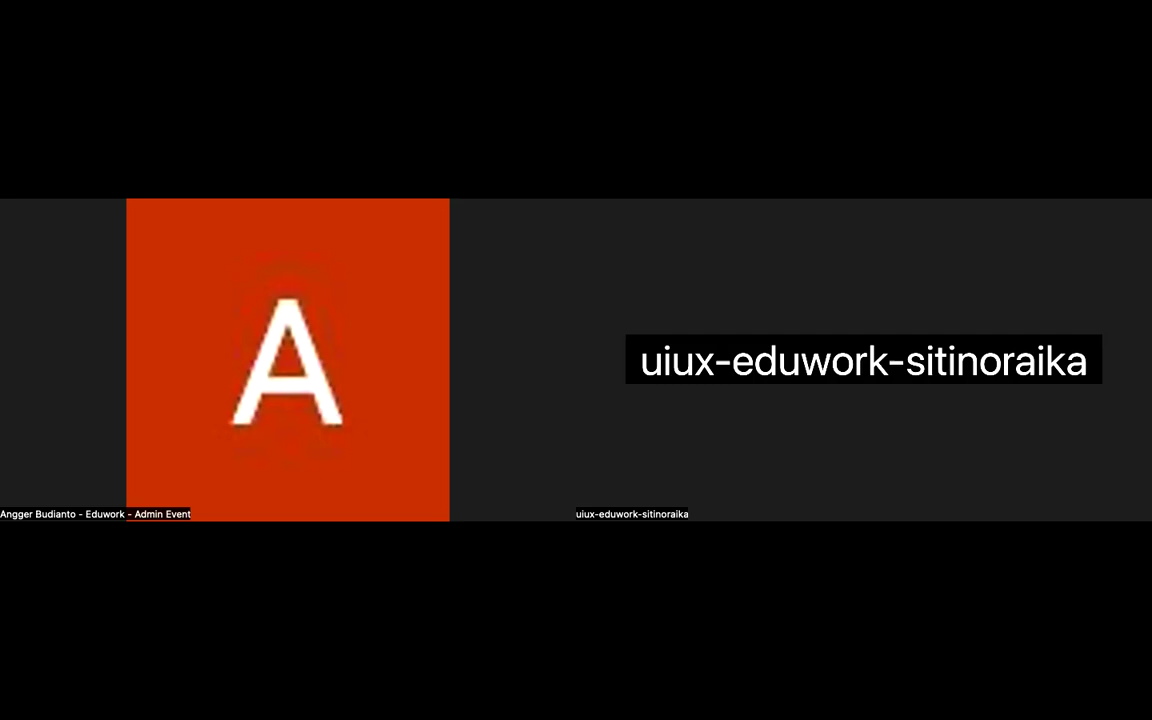 A
uiux-eduwork-sitinoraika
Angger Budianto - Eduwork - Admin Event
uiux-eduwork-sitinoraika